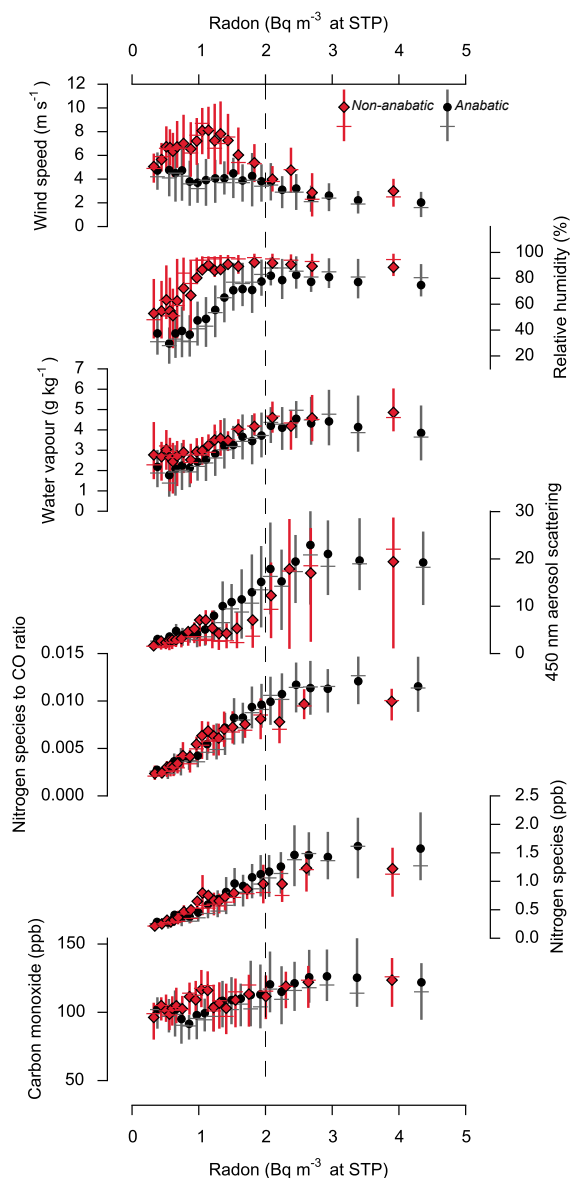 Radon (Bq m⁻³ at STP)
0 1 2 3 4 5
Wind speed (m s⁻¹)
12
10
8
6
4
2
0
Non-anabatic
Anabatic
Relative humidity (%)
100
80
60
40
20
Water vapour (g kg⁻¹)
7
6
5
4
3
2
1
0
450 nm aerosol scattering
30
20
10
0
Nitrogen species to CO ratio
0.015
0.010
0.005
0.000
Nitrogen species (ppb)
2.5
2.0
1.5
1.0
0.5
0.0
Carbon monoxide (ppb)
150
100
50
0 1 2 3 4 5
Radon (Bq m⁻³ at STP)